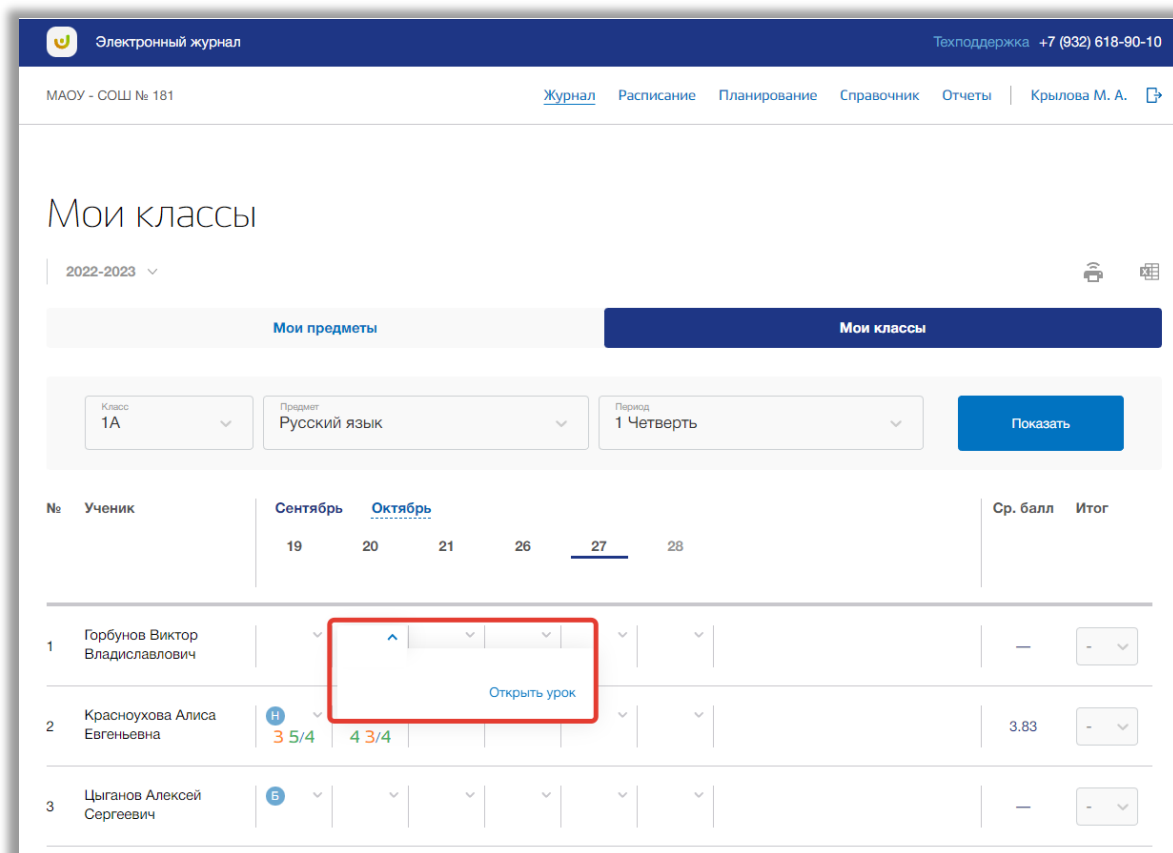 Электронный журнал
Техподдержка +7 (932) 618-90-10
МАОУ - СОШ № 181
Журнал Расписание Планирование Справочник Отчеты Крылова М. А.
Мои классы
2022-2023
Мои предметы Мои классы
Класс Предмет Период
1А Русский язык 1 Четверть Показать
№ Ученик Сентябрь Октябрь Ср. балл Итог
19 20 21 26 27 28
1 Горбунов Виктор Владиславович — -
Открыть урок
2 Красноухова Алиса Евгеньевна Н 3 5/4 4 3/4 3.83 -
3 Цыганов Алексей Сергеевич Б — -